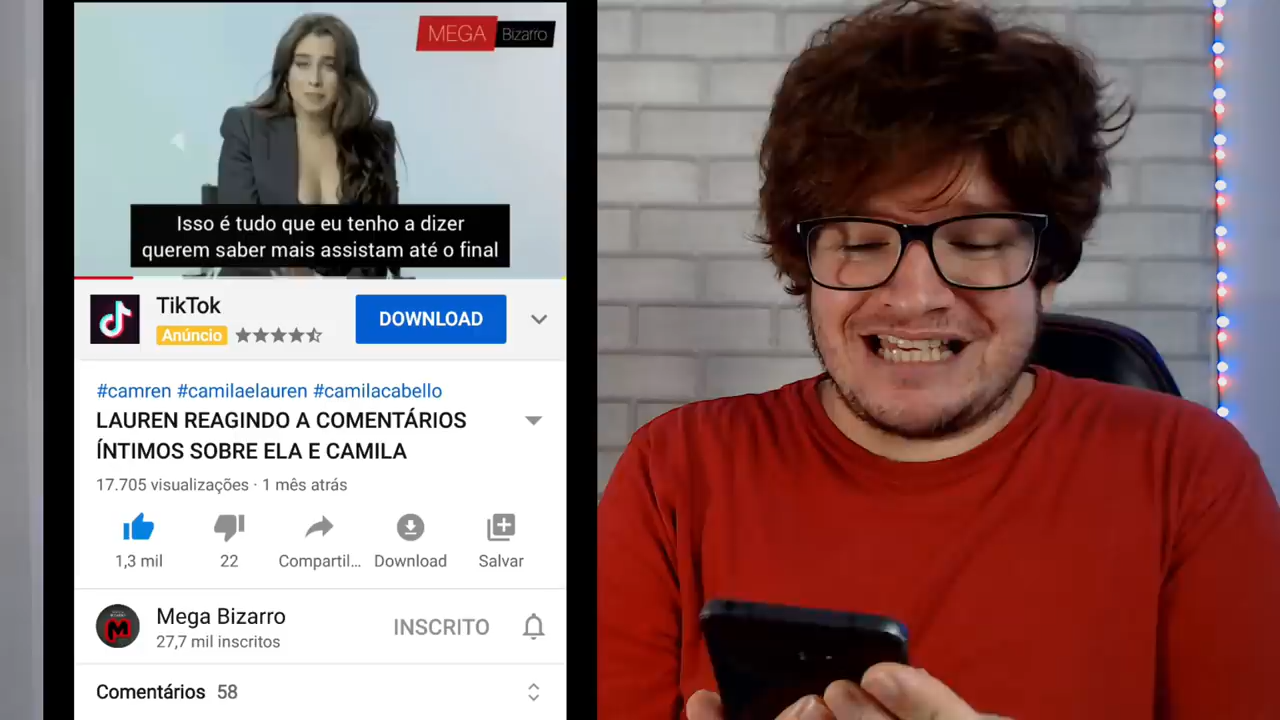 MEGA Bizarro
Isso é tudo que eu tenho a dizer
querem saber mais assistam até o final
TikTok
Anúncio
DOWNLOAD
#camren #camilaelauren #camilacabello
LAUREN REAGINDO A COMENTÁRIOS
ÍNTIMOS SOBRE ELA E CAMILA
17.705 visualizações · 1 mês atrás
1,3 mil
22
Compartil...
Download
Salvar
Mega Bizarro
27,7 mil inscritos
INSCRITO
Comentários 58